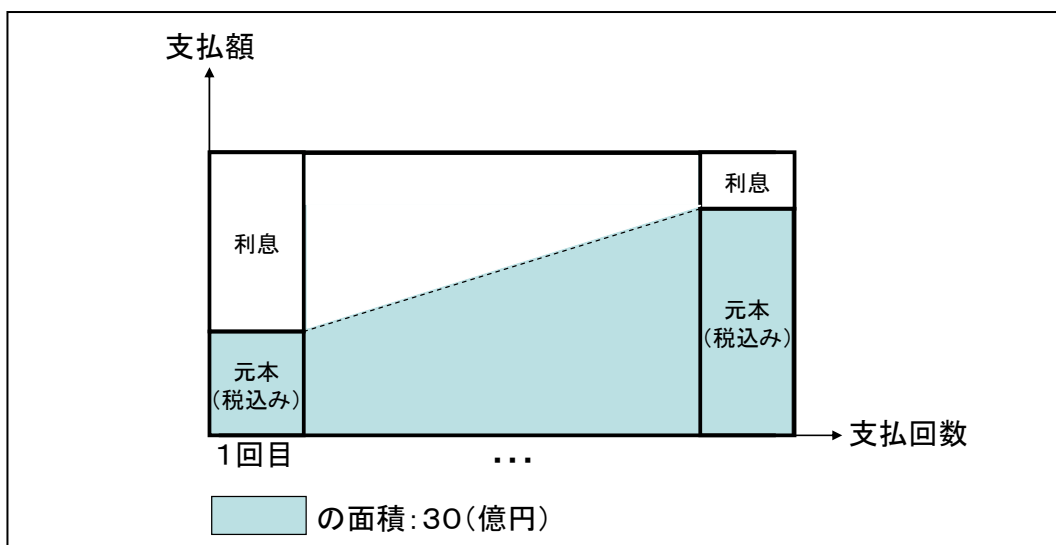 支払額
利息
利息
元本
(税込み)
元本
(税込み)
支払回数
1回目
・・・
の面積:30(億円)